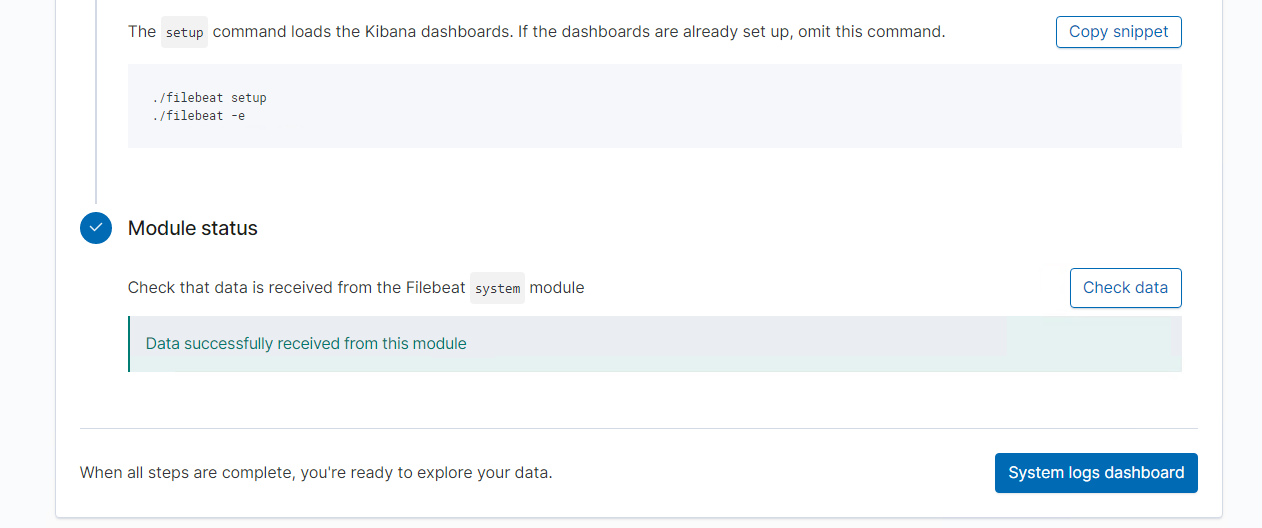 The setup command loads the Kibana dashboards. If the dashboards are already set up, omit this command.
Copy snippet
./filebeat setup
./filebeat -e
Module status
Check that data is received from the Filebeat system module
Check data
Data successfully received from this module
When all steps are complete, you're ready to explore your data.
System logs dashboard